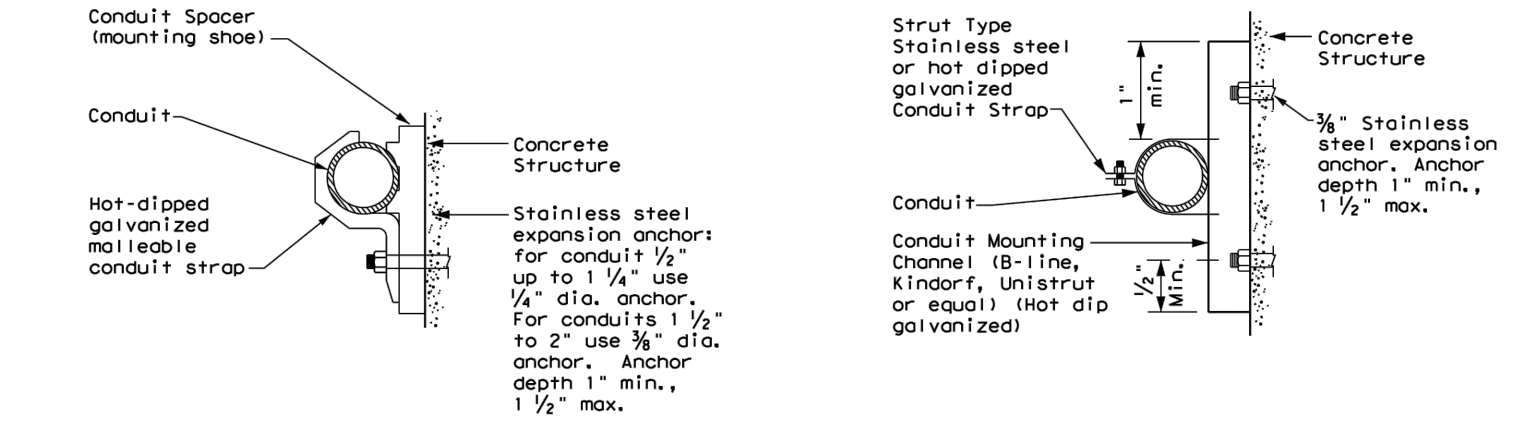 Conduit Spacer
(mounting shoe)
Conduit
Hot-dipped
galvanized
malleable
conduit strap
Concrete
Structure
Stainless steel
expansion anchor:
for conduit ½"
up to 1 ¼" use
¼" dia. anchor.
For conduits 1 ½"
to 2" use ⅜" dia.
anchor. Anchor
depth 1" min.,
1 ½" max.
Strut Type
Stainless steel
or hot dipped
galvanized
Conduit Strap
1"
min.
Concrete
Structure
⅜" Stainless
steel expansion
anchor. Anchor
depth 1" min.,
1 ½" max.
Conduit
Conduit Mounting
Channel (B-line,
Kindorf, Unistrut
or equal) (Hot dip
galvanized)
½"
Min.